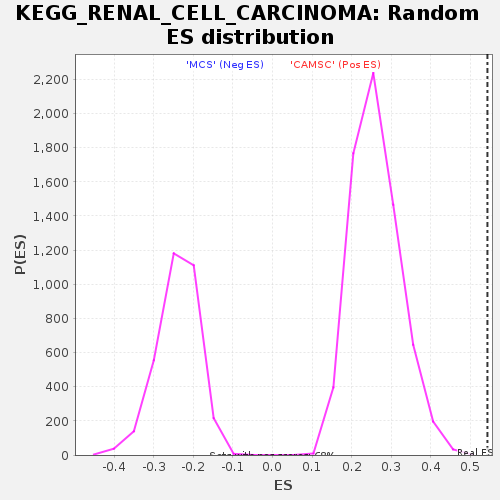 KEGG_RENAL_CELL_CARCINOMA: Random
ES distribution
'MCS' (Neg ES) 'CAMSC' (Pos ES)
2,200
2,000
1,800
1,600
1,400
1,200
1,000
800
600
400
200
0
P(ES)
Real ES
-0.4 -0.3 -0.2 -0.1 0.0 0.1 0.2 0.3 0.4 0.5
ES